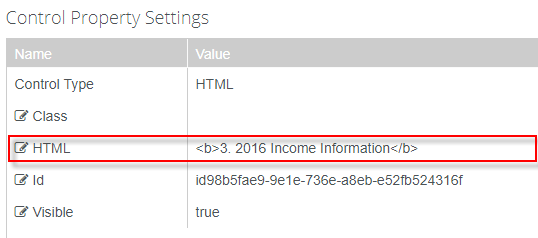 Control Property Settings
Name Value
Control Type HTML
Class
HTML <b>3. 2016 Income Information</b>
Id id98b5fae9-9e1e-736e-a8eb-e52fb524316f
Visible true